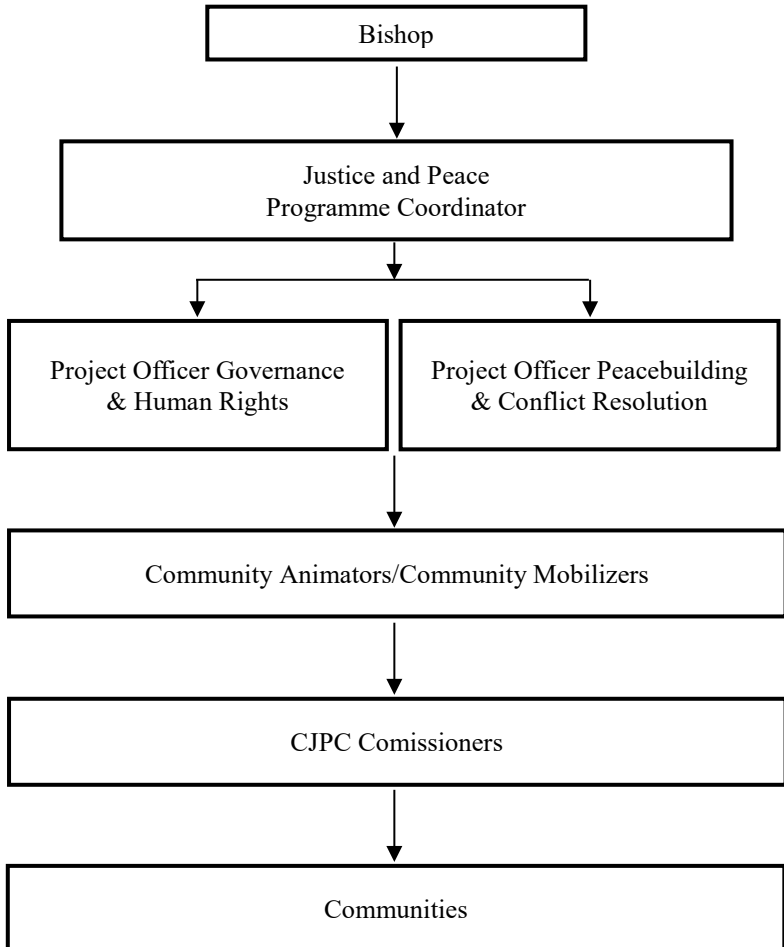 Bishop
Justice and Peace
Programme Coordinator
Project Officer Governance
& Human Rights
Project Officer Peacebuilding
& Conflict Resolution
Community Animators/Community Mobilizers
CJPC Comissioners
Communities